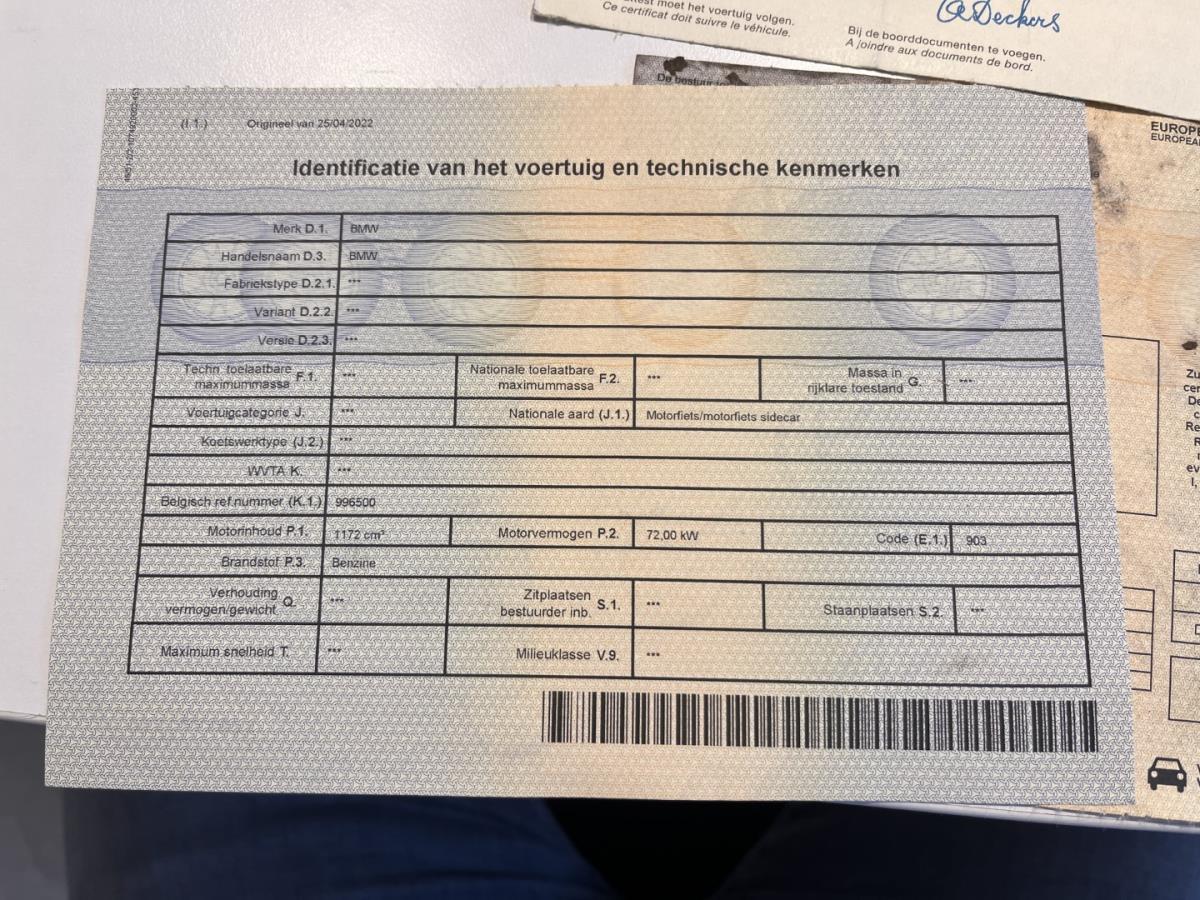 moet het voertuig volgen.
Ce certificat doit suivre le véhicule.
Deckers
Bij de boorddocumenten te voegen.
A joindre aux documents de bord.
De bestuur
EUROPE
EUROPEA
(I.1.) Origineel van 25/04/2022
Identificatie van het voertuig en technische kenmerken
Merk D.1. BMW
Handelsnaam D.3. BMW
Fabriekstype D.2.1. ***
Variant D.2.2. ***
Versie D.2.3. ***
Techn. toelaatbare maximummassa F.1. *** Nationale toelaatbare maximummassa F.2. *** Massa in rijklare toestand G. ***
Voertuigcategorie J. *** Nationale aard (J.1.) Motorfiets/motorfiets sidecar
Koetswerktype (J.2.) ***
WVTA K. ***
Belgisch ref.nummer (K.1.) 996500
Motorinhoud P.1. 1172 cm³ Motorvermogen P.2. 72,00 kW Code (E.1.) 903
Brandstof P.3. Benzine
Verhouding vermogen/gewicht Q. *** Zitplaatsen bestuurder inb. S.1. *** Staanplaatsen S.2. ***
Maximum snelheid T. *** Milieuklasse V.9. ***